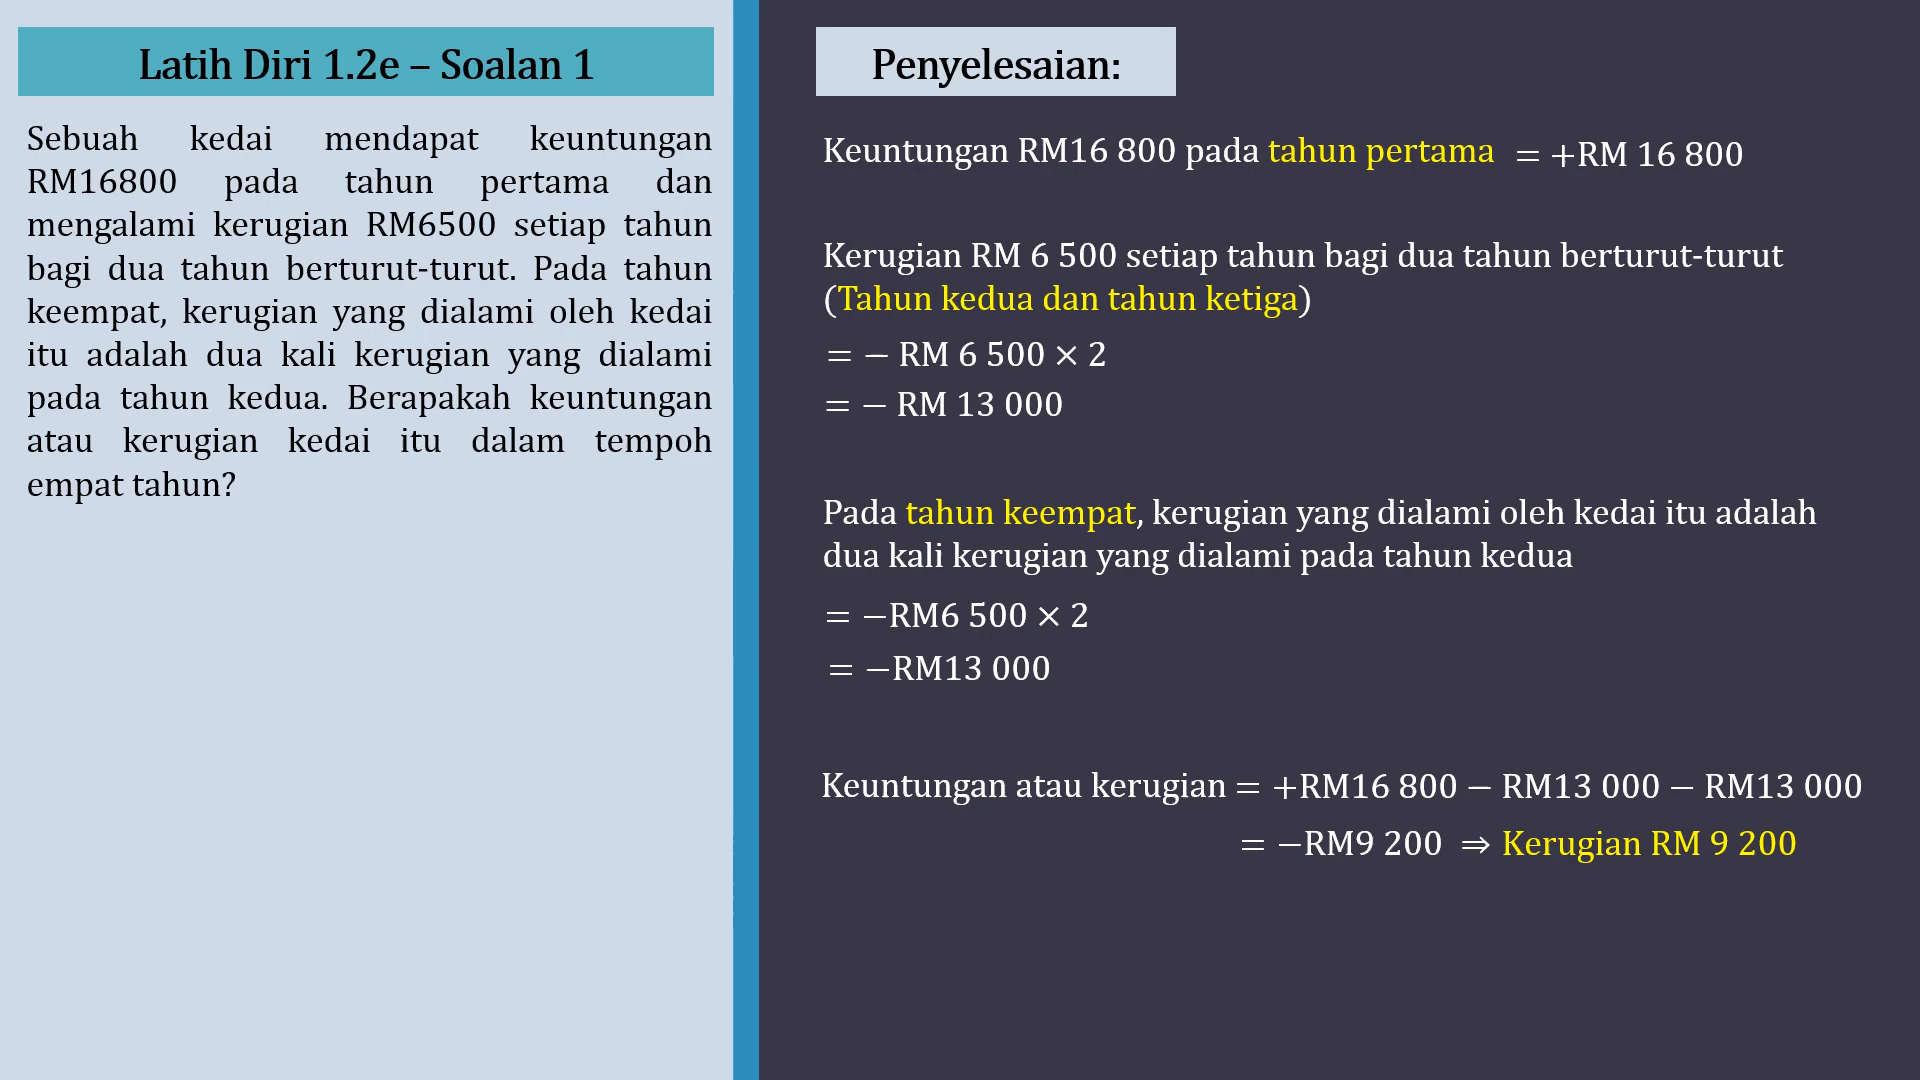 Latih Diri 1.2e – Soalan 1
Sebuah kedai mendapat keuntungan
RM16800 pada tahun pertama dan
mengalami kerugian RM6500 setiap tahun
bagi dua tahun berturut-turut. Pada tahun
keempat, kerugian yang dialami oleh kedai
itu adalah dua kali kerugian yang dialami
pada tahun kedua. Berapakah keuntungan
atau kerugian kedai itu dalam tempoh
empat tahun?
Penyelesaian:
Keuntungan RM16 800 pada tahun pertama = +RM 16 800
Kerugian RM 6 500 setiap tahun bagi dua tahun berturut-turut
(Tahun kedua dan tahun ketiga)
= − RM 6 500 × 2
= − RM 13 000
Pada tahun keempat, kerugian yang dialami oleh kedai itu adalah
dua kali kerugian yang dialami pada tahun kedua
= −RM6 500 × 2
= −RM13 000
Keuntungan atau kerugian = +RM16 800 − RM13 000 − RM13 000
= −RM9 200 ⇒ Kerugian RM 9 200